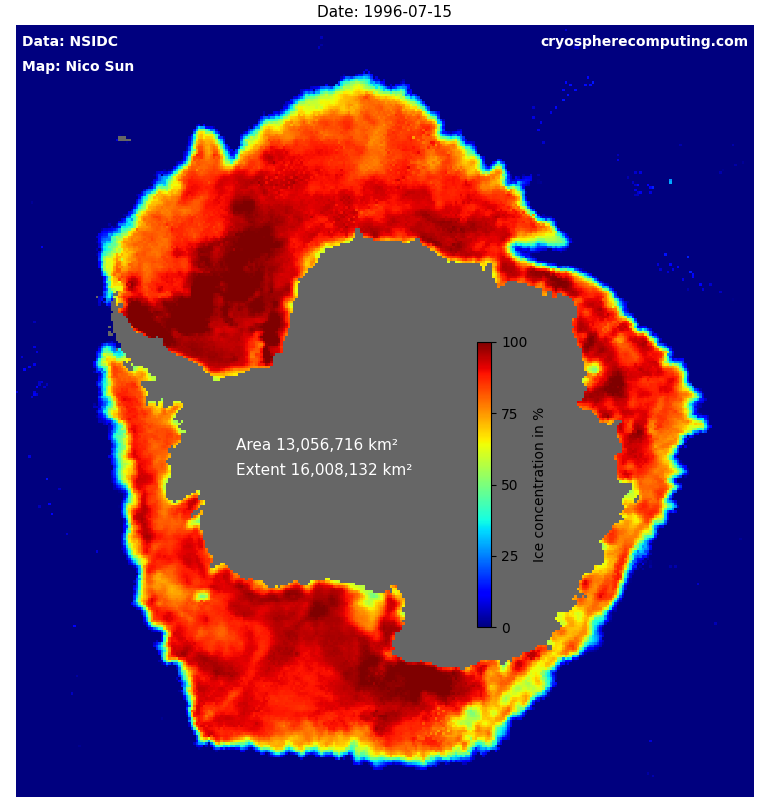 Date: 1996-07-15
Data: NSIDC
cryospherecomputing.com
Map: Nico Sun
100
75
50
25
0
Ice concentration in %
Area 13,056,716 km²
Extent 16,008,132 km²